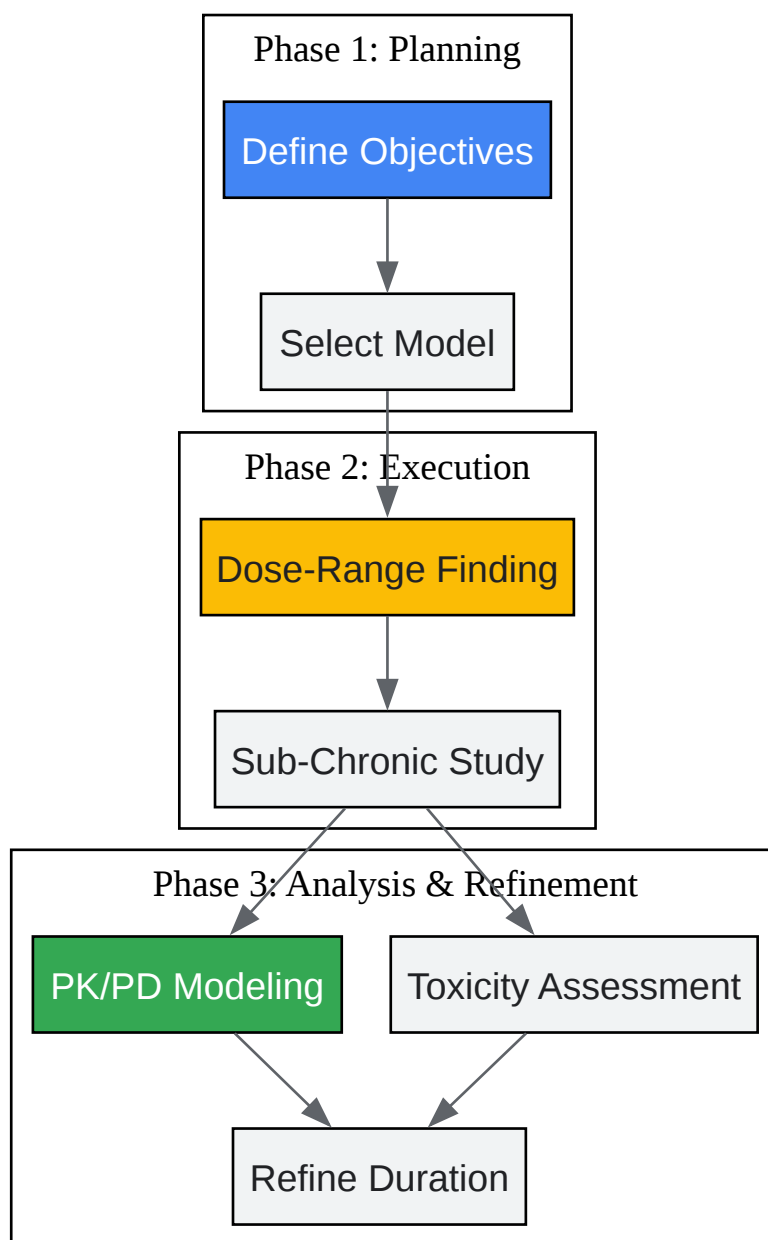 Phase 1: Planning
Define Objectives
Select Model
Phase 2: Execution
Dose-Range Finding
Sub-Chronic Study
Phase 3: Analysis & Refinement
PK/PD Modeling
Toxicity Assessment
Refine Duration